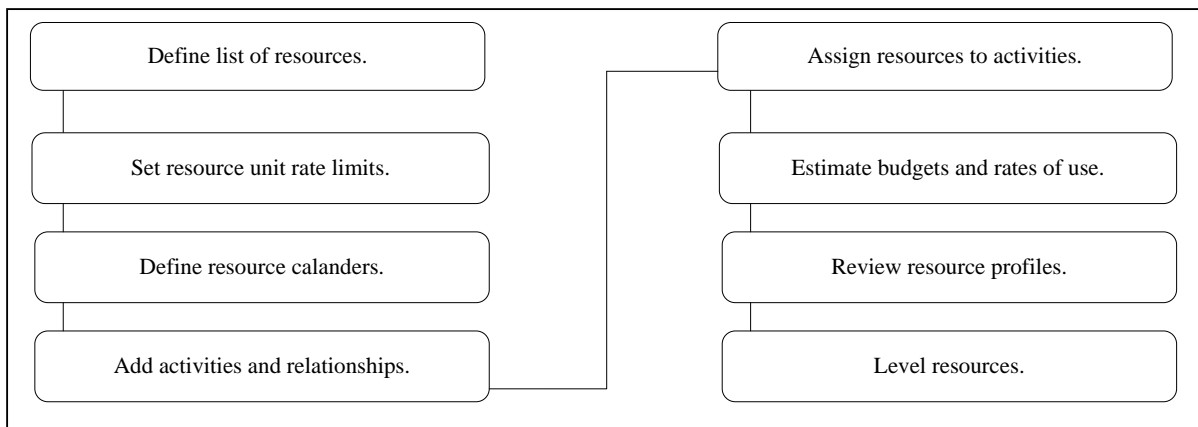 Define list of resources.
Set resource unit rate limits.
Define resource calanders.
Add activities and relationships.
Assign resources to activities.
Estimate budgets and rates of use.
Review resource profiles.
Level resources.